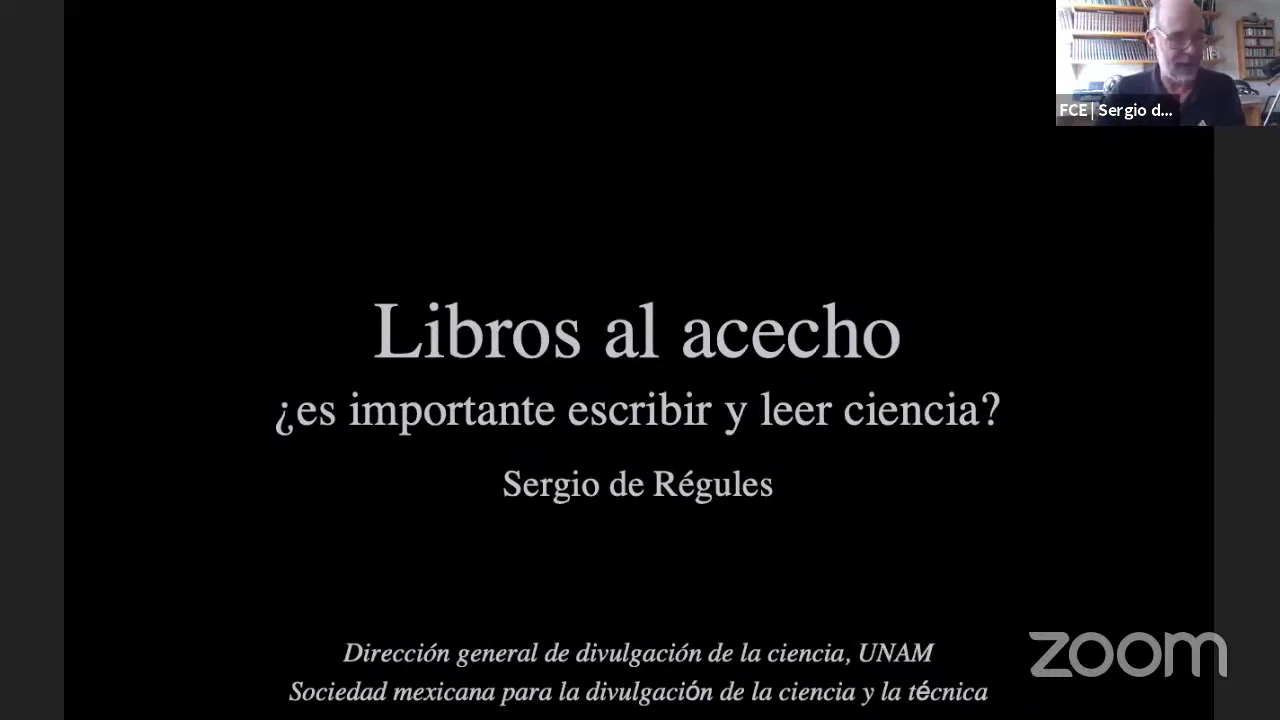 FCE | Sergio d...
Libros al acecho
¿es importante escribir y leer ciencia?
Sergio de Régules
Dirección general de divulgación de la ciencia, UNAM
Sociedad mexicana para la divulgación de la ciencia y la técnica
zoom